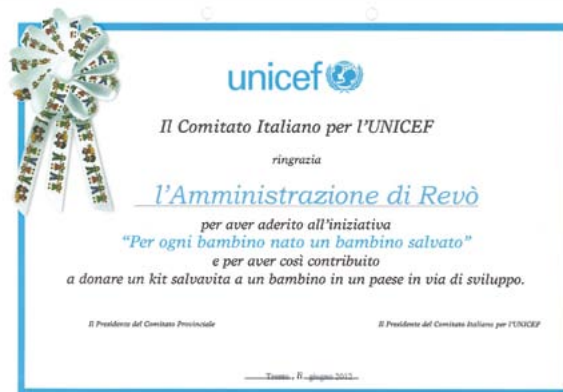 unicef
Il Comitato Italiano per l'UNICEF
ringrazia
l'Amministrazione di Revò
per aver aderito all'iniziativa
"Per ogni bambino nato un bambino salvato"
e per aver così contribuito
a donare un kit salvavita a un bambino in un paese in via di sviluppo.
Il Presidente del Comitato Provinciale Il Presidente del Comitato Italiano per l'UNICEF
Trento, giugno 2012